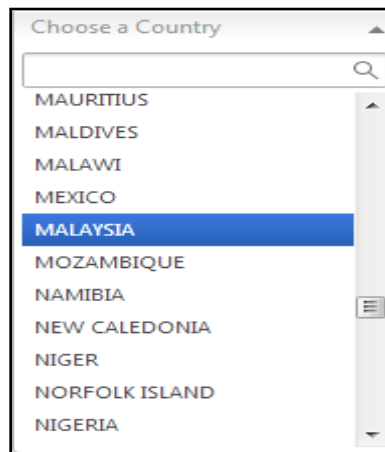 Choose a Country
MAURITIUS
MALDIVES
MALAWI
MEXICO
MALAYSIA
MOZAMBIQUE
NAMIBIA
NEW CALEDONIA
NIGER
NORFOLK ISLAND
NIGERIA